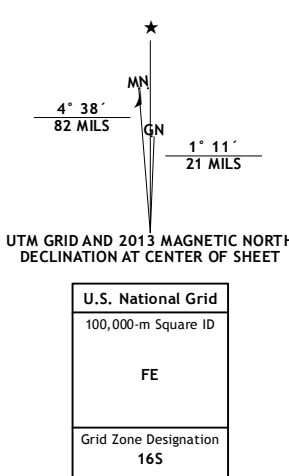 ★
MN
GN
4° 38´
82 MILS
1° 11´
21 MILS
UTM GRID AND 2013 MAGNETIC NORTH
DECLINATION AT CENTER OF SHEET
U.S. National Grid
100,000-m Square ID
FE
Grid Zone Designation
16S